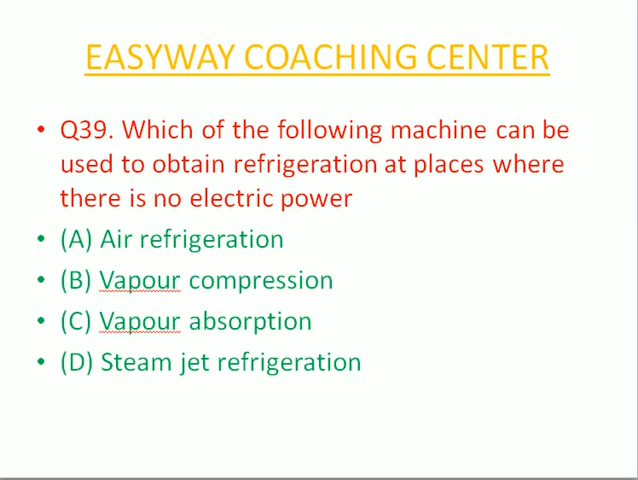 EASYWAY COACHING CENTER
• Q39. Which of the following machine can be
used to obtain refrigeration at places where
there is no electric power
• (A) Air refrigeration
• (B) Vapour compression
• (C) Vapour absorption
• (D) Steam jet refrigeration